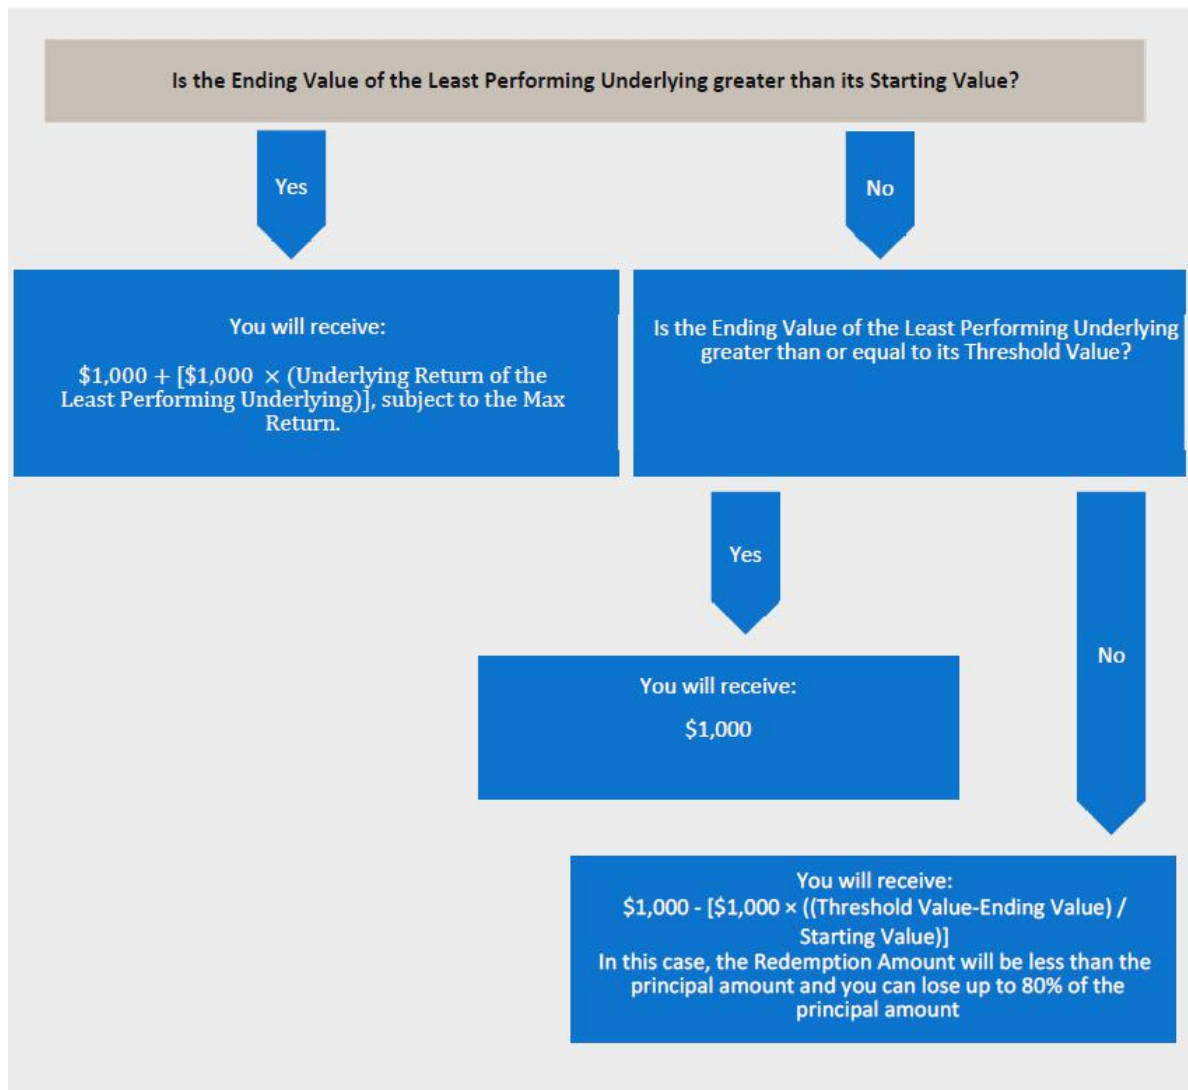 Is the Ending Value of the Least Performing Underlying greater than its Starting Value?
Yes
No
You will receive:
$1,000 + [$1,000 × (Underlying Return of the
Least Performing Underlying)], subject to the Max
Return.
Is the Ending Value of the Least Performing Underlying
greater than or equal to its Threshold Value?
Yes
No
You will receive:
$1,000
You will receive:
$1,000 - [$1,000 × ((Threshold Value-Ending Value) /
Starting Value)]
In this case, the Redemption Amount will be less than the
principal amount and you can lose up to 80% of the
principal amount